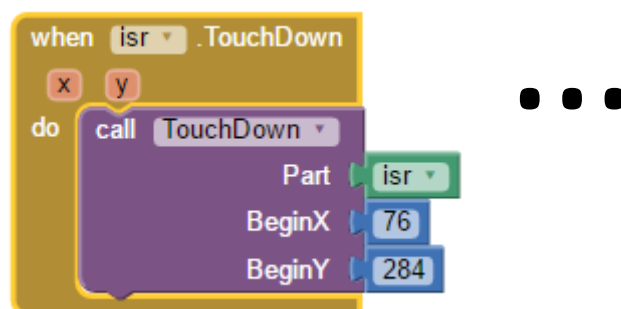 when isr .TouchDown
x y
do call TouchDown
Part isr
BeginX 76
BeginY 284
...